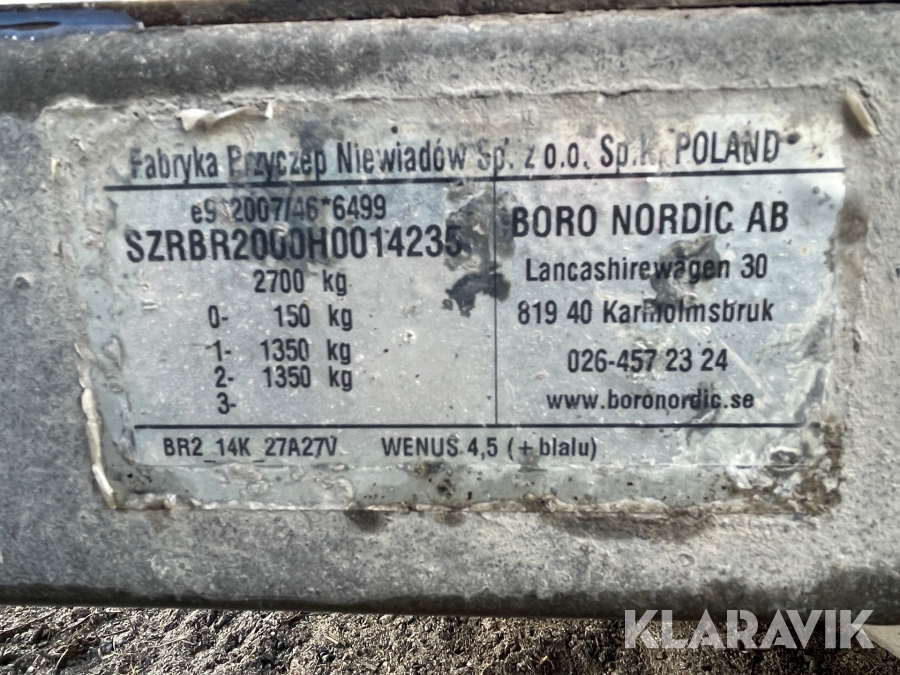 Fabryka Przyczep Niewiadów Sp. z o.o. Sp.k. POLAND
e9*2007/46*6499
SZRBR2000H0014235
2700 kg
0- 150 kg
1- 1350 kg
2- 1350 kg
3-
BORO NORDIC AB
Lancashirewägen 30
819 40 Karlholmsbruk
026-457 23 24
www.boronordic.se
BR2_14K_27A27V WENUS 4,5 (+blalu)
KLARAVIK